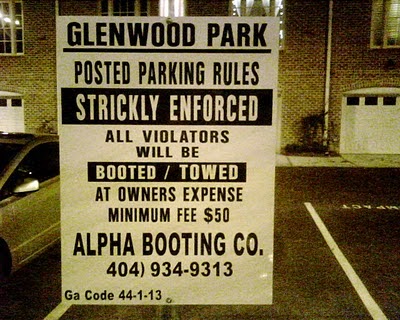 GLENWOOD PARK
POSTED PARKING RULES
STRICKLY ENFORCED
ALL VIOLATORS
WILL BE
BOOTED / TOWED
AT OWNERS EXPENSE
MINIMUM FEE $50
ALPHA BOOTING CO.
404) 934-9313
Ga Code 44-1-13